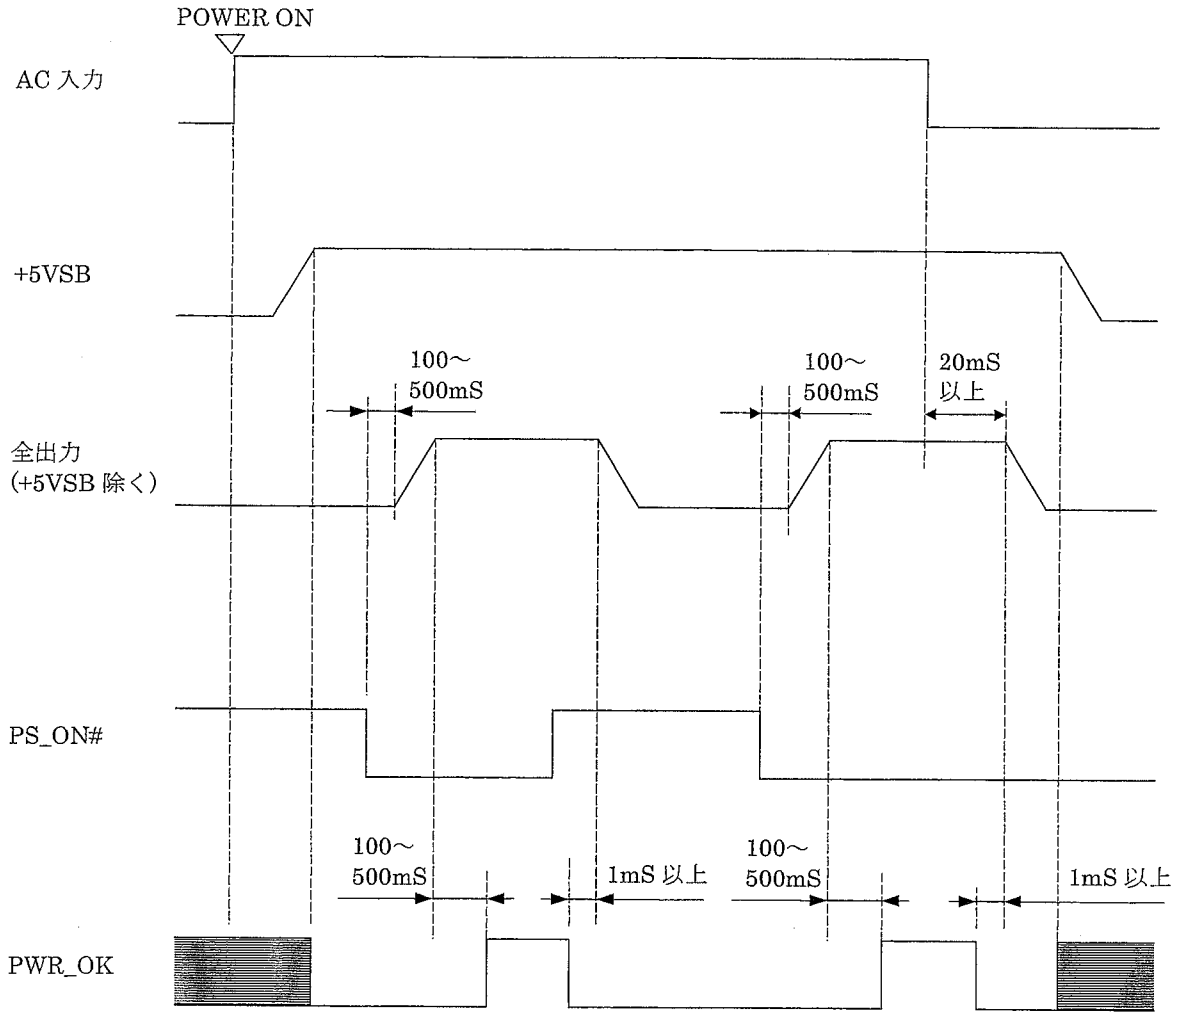 POWER ON
AC 入力
+5VSB
100～
500mS
100～
500mS
20mS
以上
全出力
(+5VSB 除く)
PS_ON#
100～
500mS
1mS 以上
100～
500mS
1mS 以上
PWR_OK